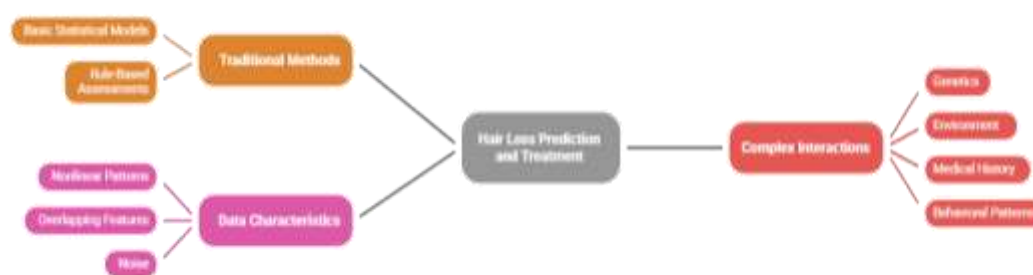 Basic Statistical Models
Rule-Based
Assessments
Traditional Methods
Nonlinear Patterns
Overlapping Features
Noise
Data Characteristics
Hair Loss Prediction
and Treatment
Complex Interactions
Genetics
Environment
Medical History
Behavioral Patterns